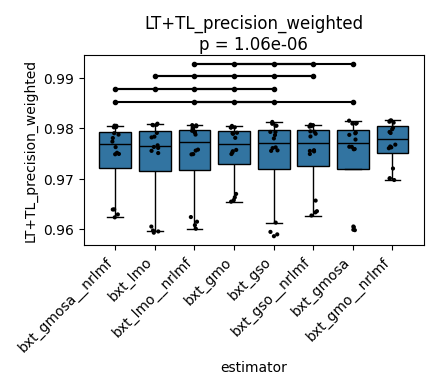 LT+TL_precision_weighted
p = 1.06e-06
LT+TL_precision_weighted
0.99
0.98
0.97
0.96
bxt_gmosa__nrlmf
bxt_lmo
bxt_lmo__nrlmf
bxt_gmo
bxt_gso
bxt_gso__nrlmf
bxt_gmosa
bxt_gmo__nrlmf
estimator